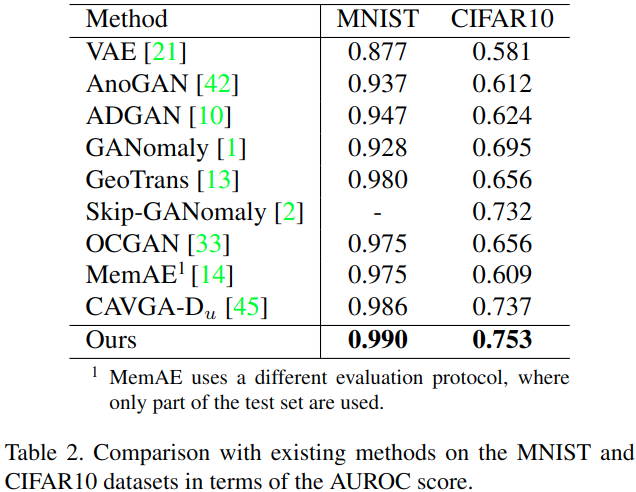 Method MNIST CIFAR10
VAE [21] 0.877 0.581
AnoGAN [42] 0.937 0.612
ADGAN [10] 0.947 0.624
GANomaly [1] 0.928 0.695
GeoTrans [13] 0.980 0.656
Skip-GANomaly [2] - 0.732
OCGAN [33] 0.975 0.656
MemAE¹ [14] 0.975 0.609
CAVGA-Dᵤ [45] 0.986 0.737
Ours 0.990 0.753
¹ MemAE uses a different evaluation protocol, where
only part of the test set are used.
Table 2. Comparison with existing methods on the MNIST and
CIFAR10 datasets in terms of the AUROC score.